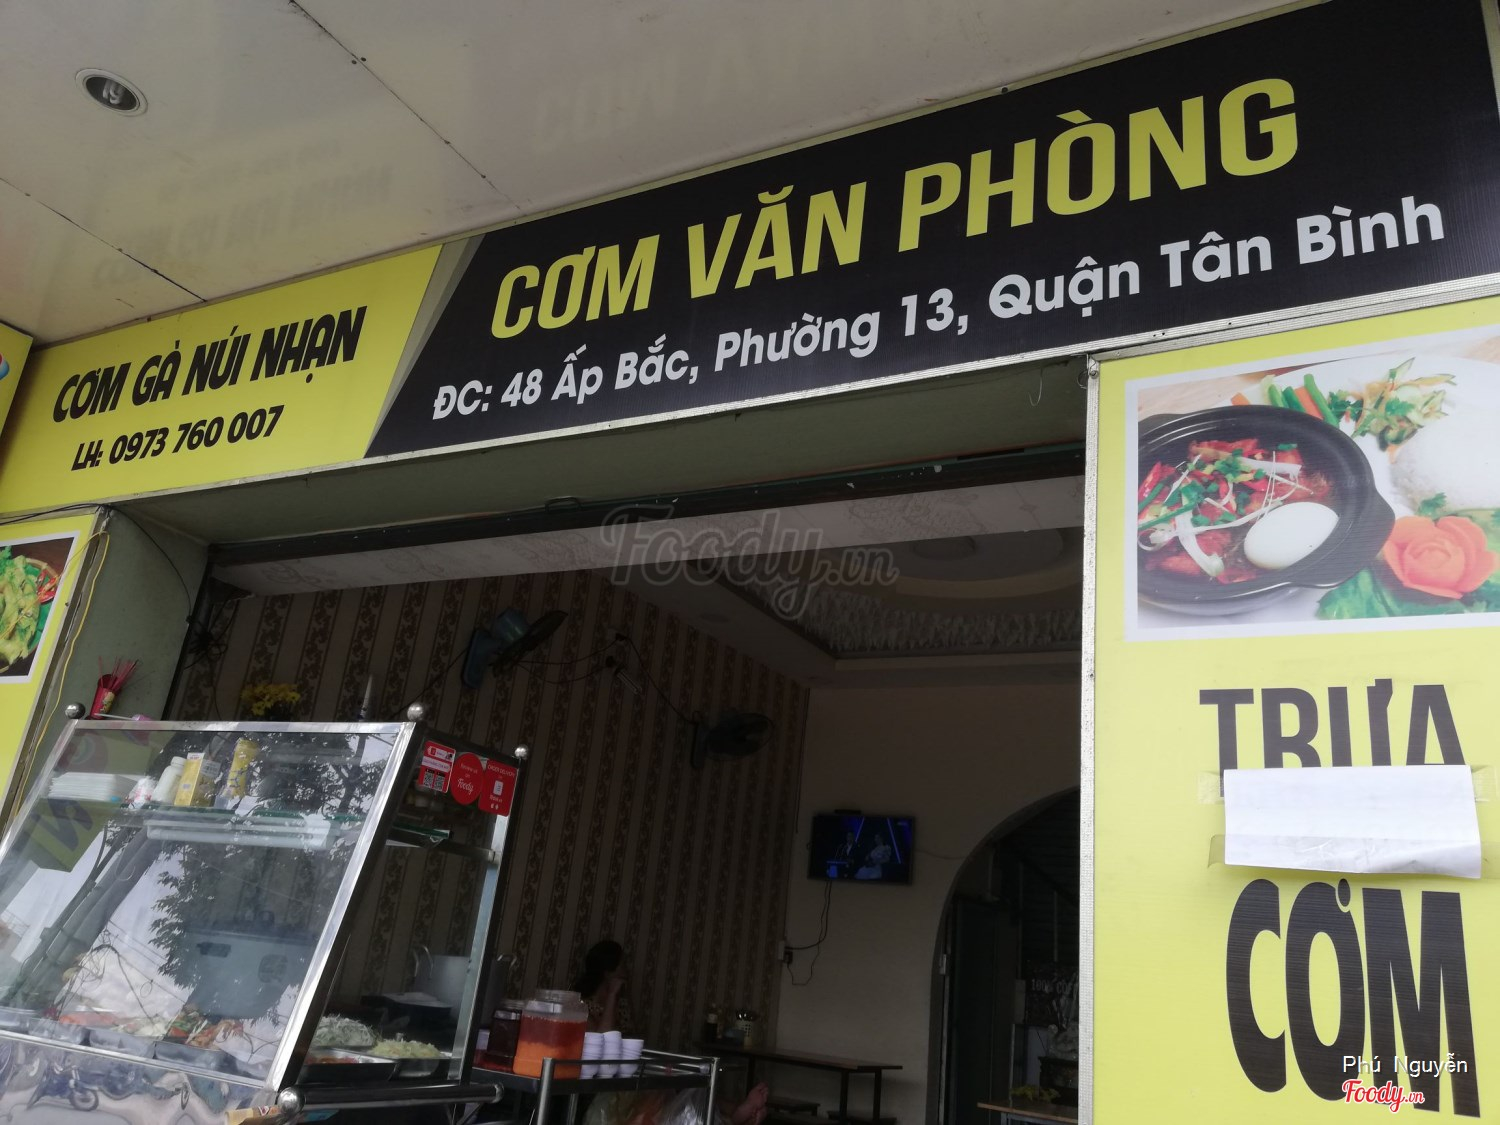 CƠM GÀ NÚI NHẠN
LH: 0973 760 007
CƠM VĂN PHÒNG
ĐC: 48 Ấp Bắc, Phường 13, Quận Tân Bình
TRƯA
CƠM
Foody.vn
Foody
Phú Nguyễn
Foody.vn